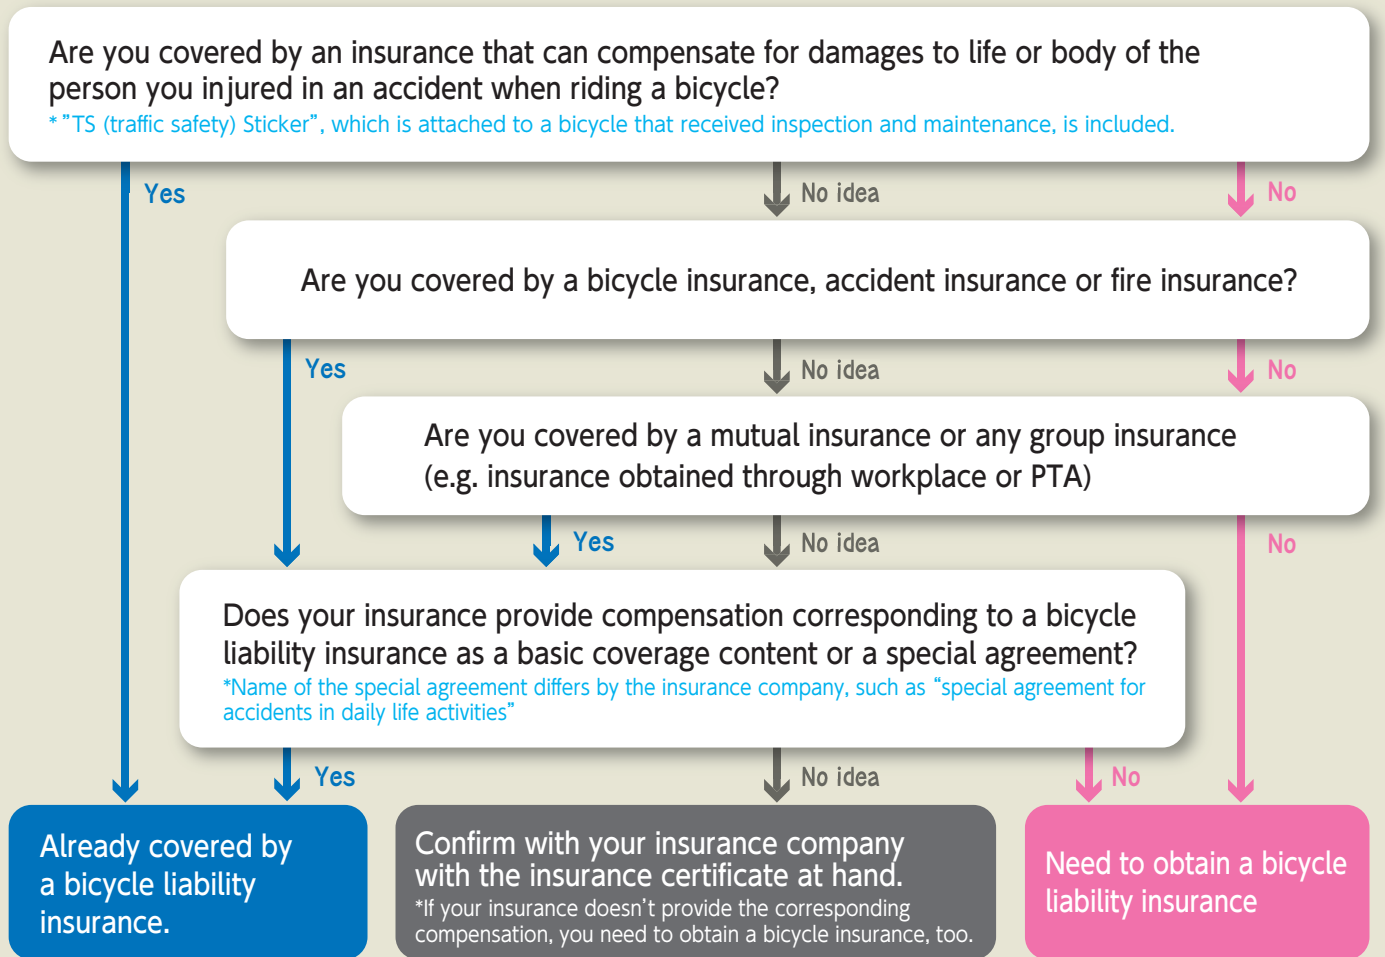 Are you covered by an insurance that can compensate for damages to life or body of the
person you injured in an accident when riding a bicycle?
* "TS (traffic safety) Sticker", which is attached to a bicycle that received inspection and maintenance, is included.
Yes
No idea
No
Are you covered by a bicycle insurance, accident insurance or fire insurance?
Yes
No idea
No
Are you covered by a mutual insurance or any group insurance
(e.g. insurance obtained through workplace or PTA)
Yes
No idea
No
Does your insurance provide compensation corresponding to a bicycle
liability insurance as a basic coverage content or a special agreement?
*Name of the special agreement differs by the insurance company, such as “special agreement for
accidents in daily life activities”
Yes
No idea
No
Already covered by
a bicycle liability
insurance.
Confirm with your insurance company
with the insurance certificate at hand.
*If your insurance doesn't provide the corresponding
compensation, you need to obtain a bicycle insurance, too.
Need to obtain a bicycle
liability insurance